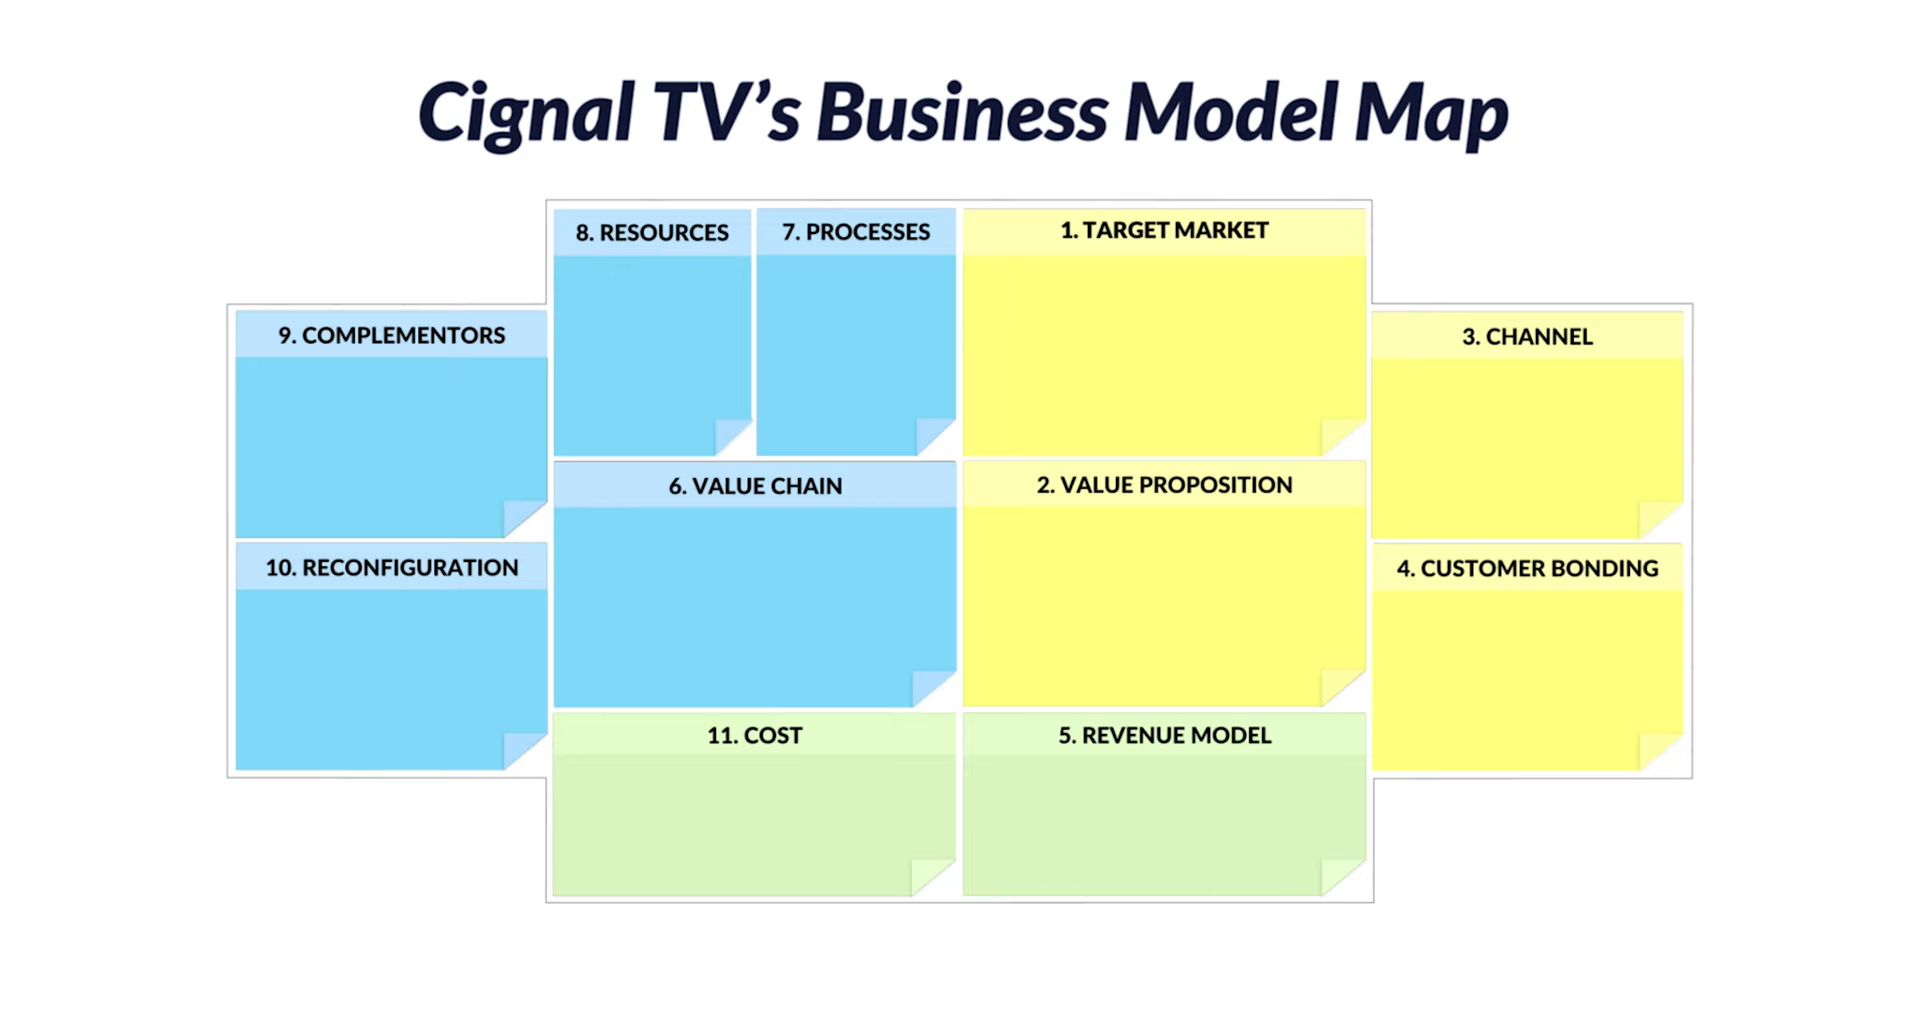 Cignal TV’s Business Model Map
8. RESOURCES
7. PROCESSES
1. TARGET MARKET
9. COMPLEMENTORS
3. CHANNEL
6. VALUE CHAIN
2. VALUE PROPOSITION
10. RECONFIGURATION
4. CUSTOMER BONDING
11. COST
5. REVENUE MODEL